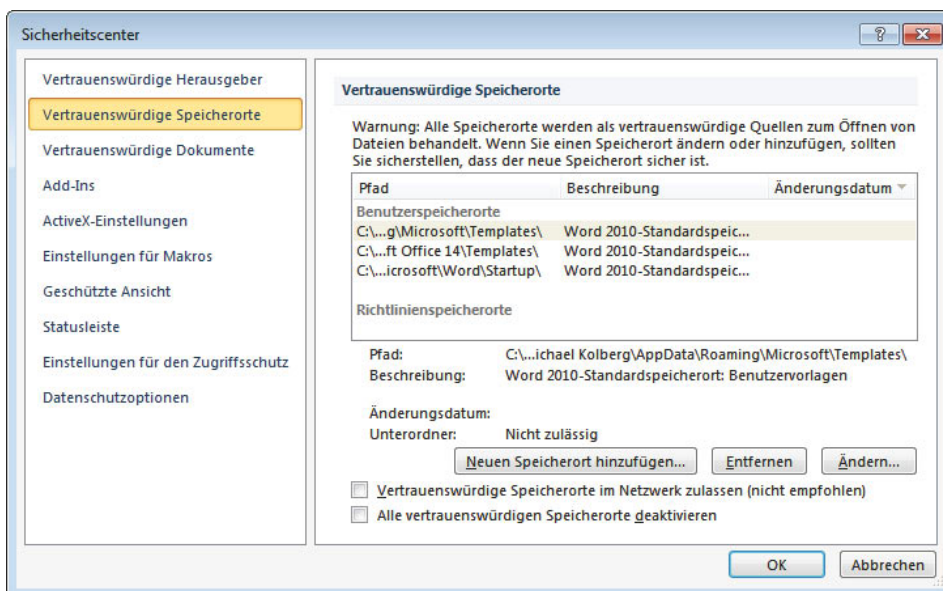 Sicherheitscenter
Vertrauenswürdige Herausgeber
Vertrauenswürdige Speicherorte
Vertrauenswürdige Dokumente
Add-Ins
ActiveX-Einstellungen
Einstellungen für Makros
Geschützte Ansicht
Statusleiste
Einstellungen für den Zugriffsschutz
Datenschutzoptionen
Vertrauenswürdige Speicherorte
Warnung: Alle Speicherorte werden als vertrauenswürdige Quellen zum Öffnen von
Dateien behandelt. Wenn Sie einen Speicherort ändern oder hinzufügen, sollten
Sie sicherstellen, dass der neue Speicherort sicher ist.
Pfad Beschreibung Änderungsdatum
Benutzerspeicherorte
C:\...g\Microsoft\Templates\ Word 2010-Standardspeic...
C:\...ft Office 14\Templates\ Word 2010-Standardspeic...
C:\...icrosoft\Word\Startup\ Word 2010-Standardspeic...
Richtlinienspeicherorte
Pfad: C:\...ichael Kolberg\AppData\Roaming\Microsoft\Templates\
Beschreibung: Word 2010-Standardspeicherort: Benutzervorlagen
Änderungsdatum:
Unterordner: Nicht zulässig
Neuen Speicherort hinzufügen... Entfernen Ändern...
Vertrauenswürdige Speicherorte im Netzwerk zulassen (nicht empfohlen)
Alle vertrauenswürdigen Speicherorte deaktivieren
OK Abbrechen